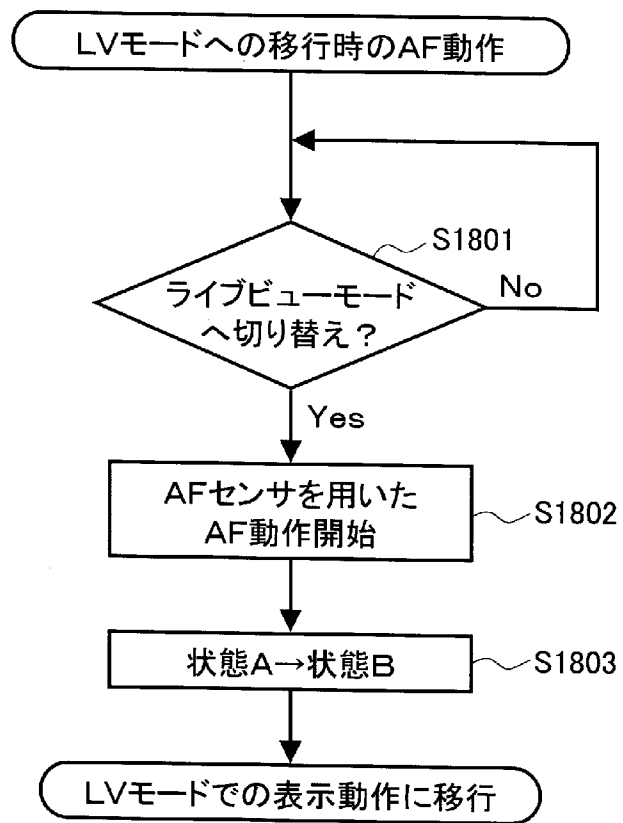 LVモードへの移行時のAF動作
S1801
ライブビューモード
へ切り替え？
No
Yes
AFセンサを用いた
AF動作開始
S1802
状態A→状態B
S1803
LVモードでの表示動作に移行